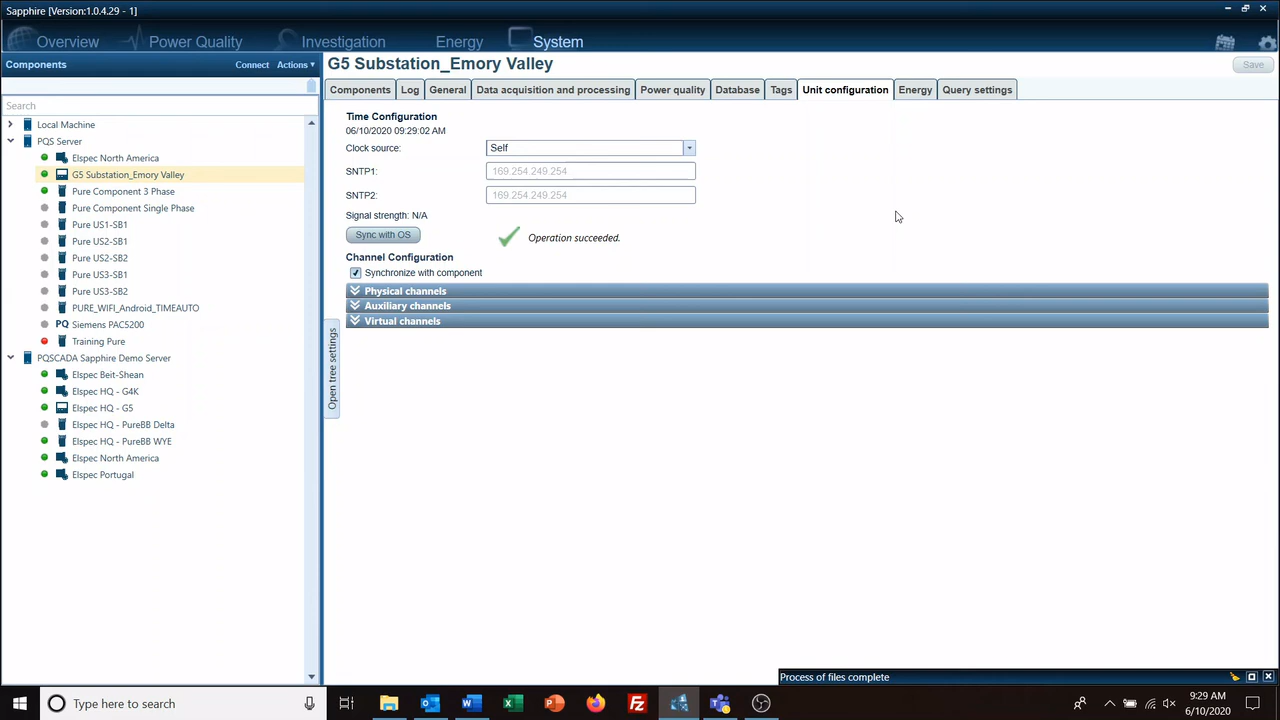 Sapphire [Version:1.0.4.29 - 1]
Overview Power Quality Investigation Energy System
Components Connect Actions
G5 Substation_Emory Valley
Save
Components Log General Data acquisition and processing Power quality Database Tags Unit configuration Energy Query settings
Search
Local Machine
PQS Server
Elspec North America
G5 Substation_Emory Valley
Pure Component 3 Phase
Pure Component Single Phase
Pure US1-SB1
Pure US2-SB1
Pure US2-SB2
Pure US3-SB1
Pure US3-SB2
PURE_WIFI_Android_TIMEAUTO
PQ Siemens PAC5200
Training Pure
PQSCADA Sapphire Demo Server
Elspec Beit-Shean
Elspec HQ - G4K
Elspec HQ - G5
Elspec HQ - PureBB Delta
Elspec HQ - PureBB WYE
Elspec North America
Elspec Portugal
Open tree settings
Time Configuration
06/10/2020 09:29:02 AM
Clock source: Self
SNTP1: 169.254.249.254
SNTP2: 169.254.249.254
Signal strength: N/A
Sync with OS
Operation succeeded.
Channel Configuration
Synchronize with component
Physical channels
Auxiliary channels
Virtual channels
Process of files complete
Type here to search
9:29 AM
6/10/2020